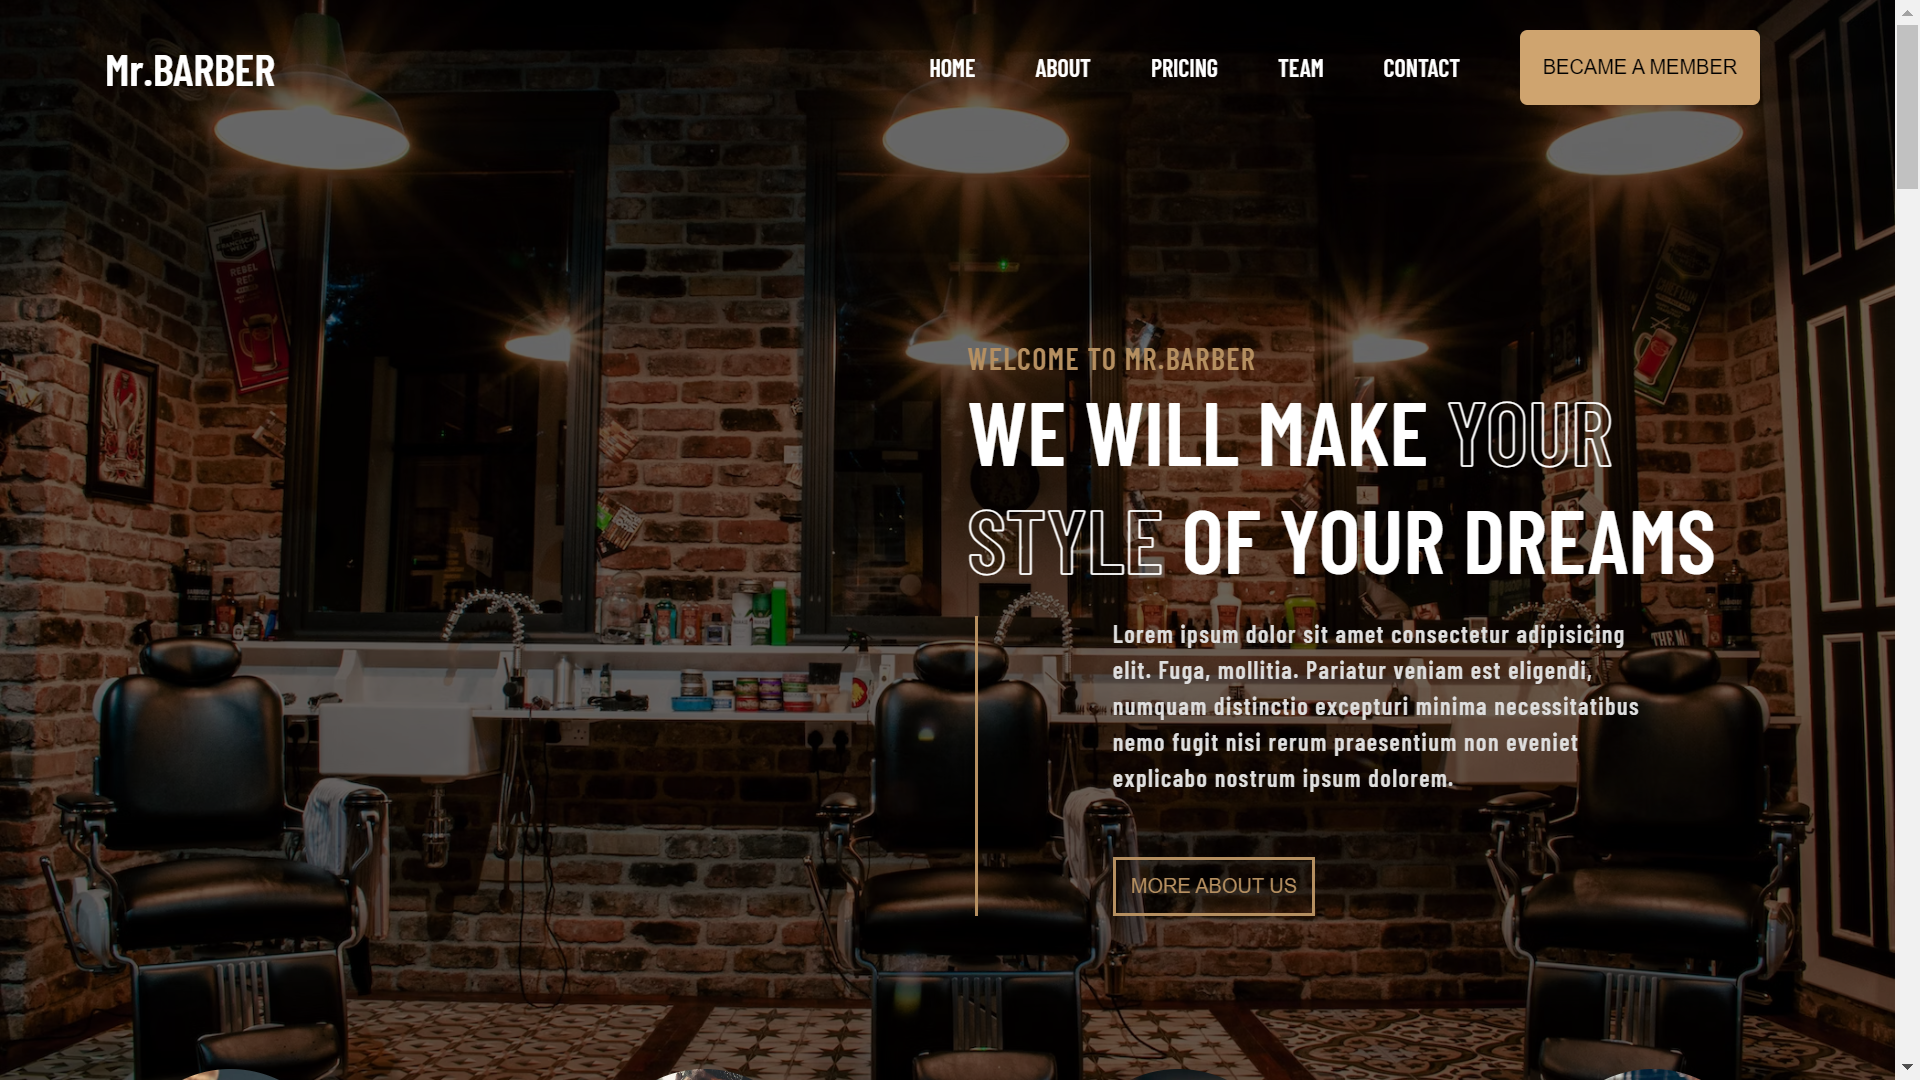 Mr.BARBER
HOME ABOUT PRICING TEAM CONTACT BECAME A MEMBER
REBEL
RED
WELCOME TO MR.BARBER
WE WILL MAKE YOUR
STYLE OF YOUR DREAMS
Lorem ipsum dolor sit amet consectetur adipisicing
elit. Fuga, mollitia. Pariatur veniam est eligendi,
numquam distinctio excepturi minima necessitatibus
nemo fugit nisi rerum praesentium non eveniet
explicabo nostrum ipsum dolorem.
MORE ABOUT US